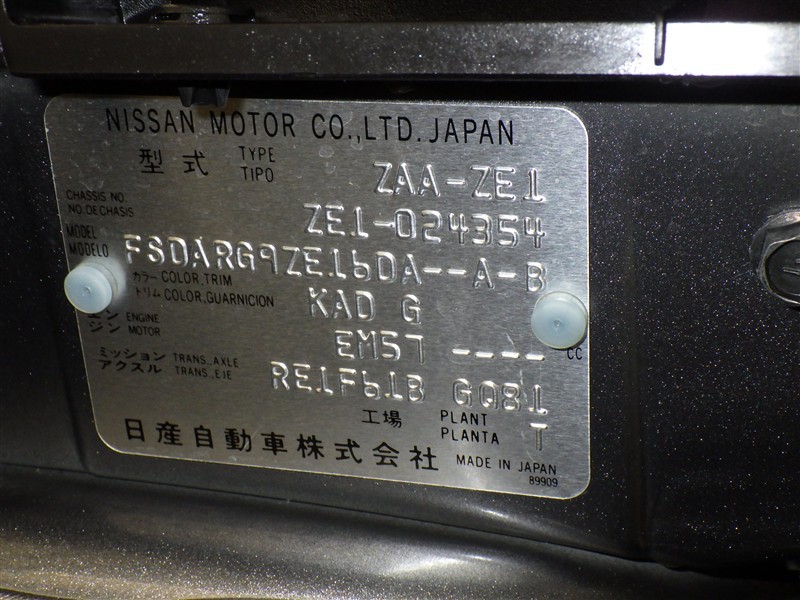 NISSAN MOTOR CO.,LTD. JAPAN
型式 TYPE TIPO ZAA-ZE1
CHASSIS NO. NO.DECHASIS ZE1-024354
MODEL MODELO FSDARG9ZE16DA--A-B
カラー COLOR,TRIM
トリム COLOR,GUARNICION KAD G
エン ENGINE
ジン MOTOR EM57 ---- CC
ミッション TRANS.,AXLE
アクスル TRANS.,EJE RE1F61B GQ81
工場 PLANT PLANTA T
日産自動車株式会社 MADE IN JAPAN
89909